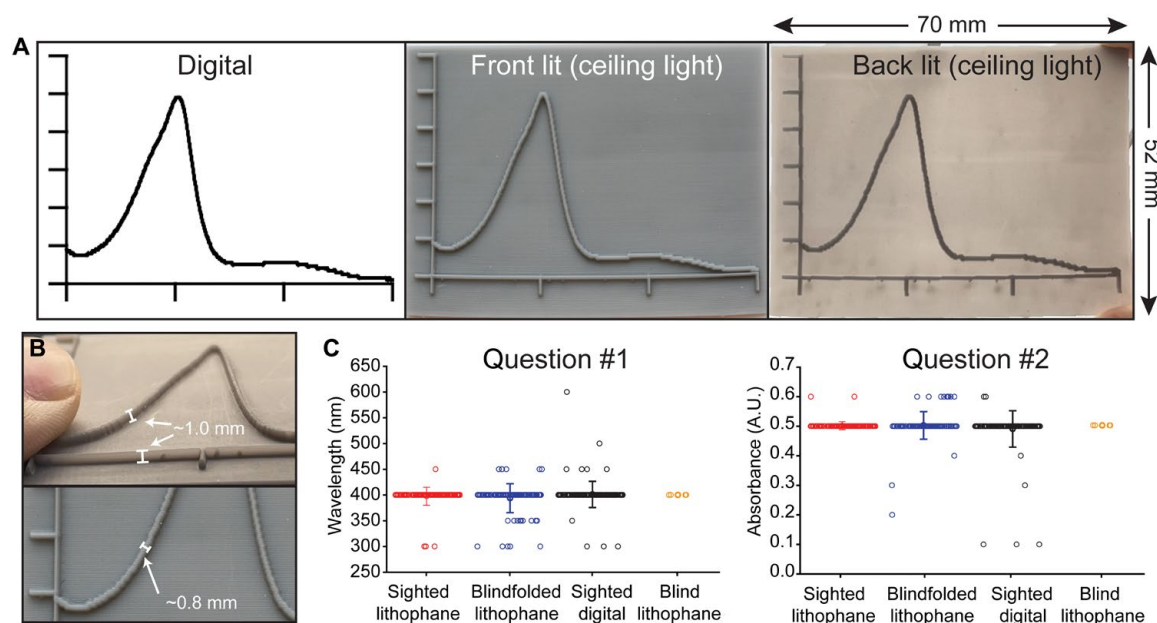 70 mm
A
Digital
Front lit (ceiling light)
Back lit (ceiling light)
52 mm
B
~1.0 mm
~0.8 mm
C
Question #1
Wavelength (nm)
650
600
550
500
450
400
350
300
250
Sighted lithophane
Blindfolded lithophane
Sighted digital
Blind lithophane
Question #2
Absorbance (A.U.)
0.7
0.6
0.5
0.4
0.3
0.2
0.1
0.0
Sighted lithophane
Blindfolded lithophane
Sighted digital
Blind lithophane